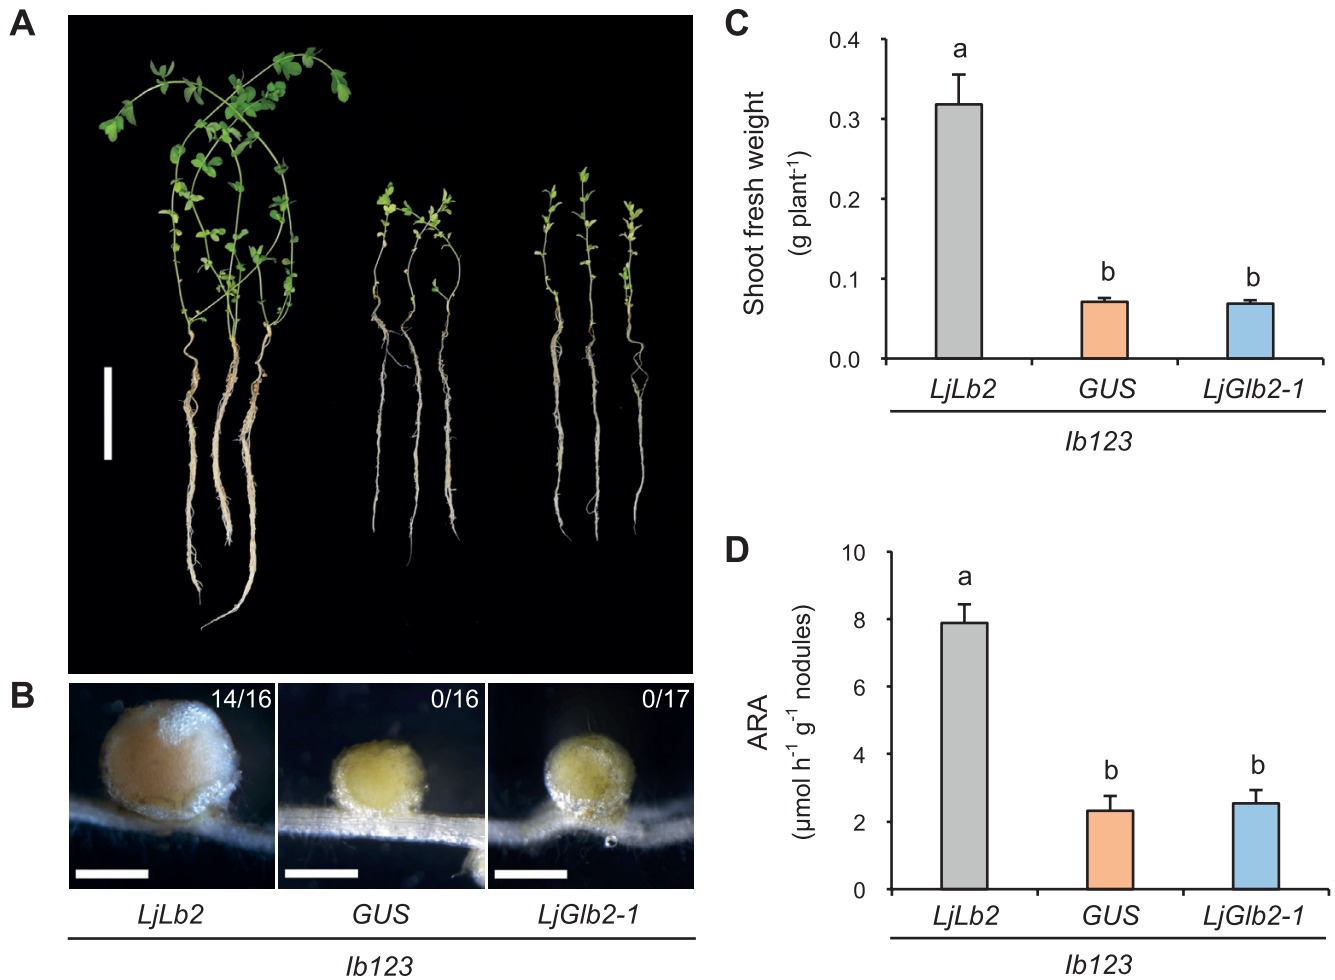 A
B
14/16
0/16
0/17
LjLb2
GUS
LjGlb2-1
lb123
C
Shoot fresh weight
(g plant⁻¹)
0.4
0.3
0.2
0.1
0.0
a
b
b
LjLb2
GUS
LjGlb2-1
lb123
D
ARA
(µmol h⁻¹ g⁻¹ nodules)
10
8
6
4
2
0
a
b
b
LjLb2
GUS
LjGlb2-1
lb123